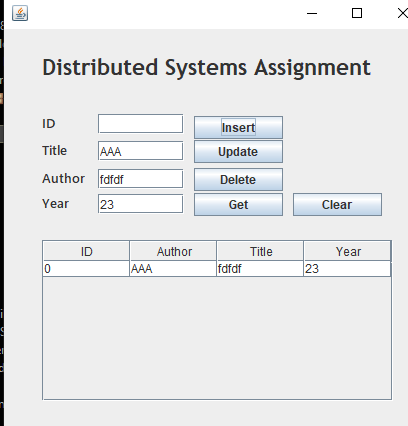 Distributed Systems Assignment
ID Insert
Title AAA Update
Author fdfdf Delete
Year 23 Get Clear
ID Author Title Year
0 AAA fdfdf 23